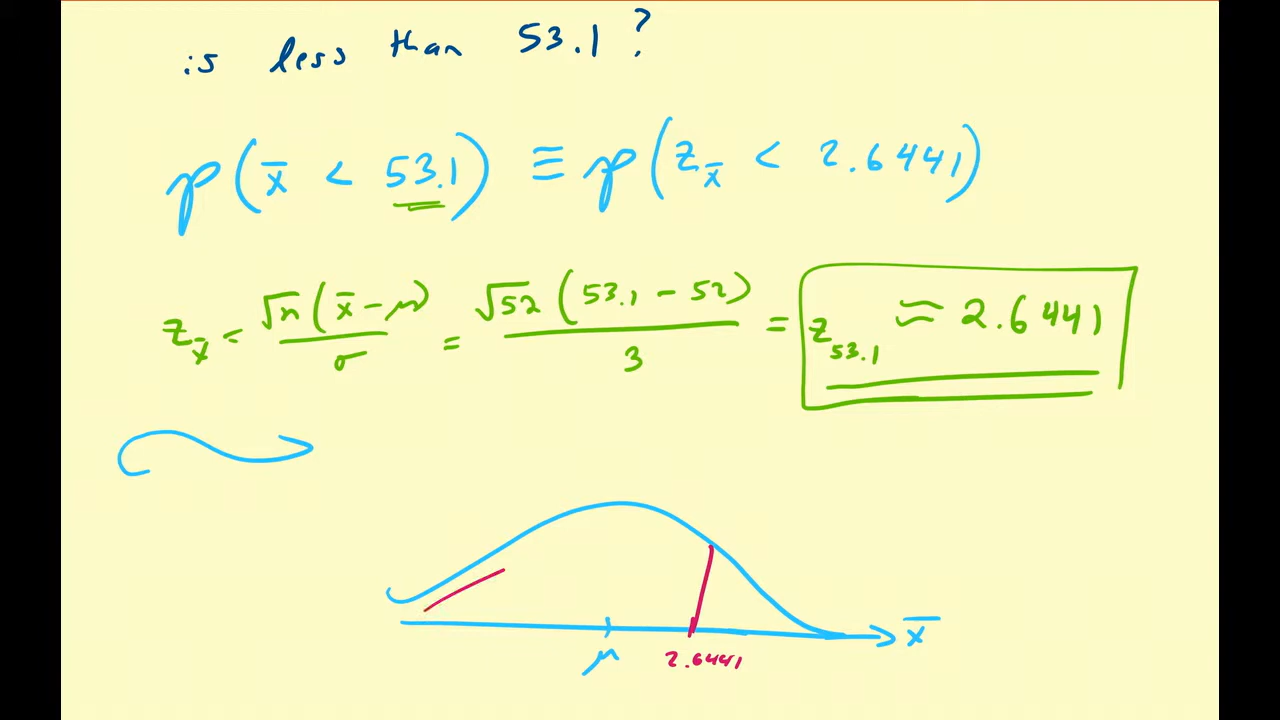 is less than 53.1?
p(x̄ < 53.1) ≡ p(z_x̄ < 2.6441)
z_x̄ = √n(x̄ - μ)/σ = √52(53.1 - 52)/3 = z_53.1 ≈ 2.6441
x̄
μ 2.6441